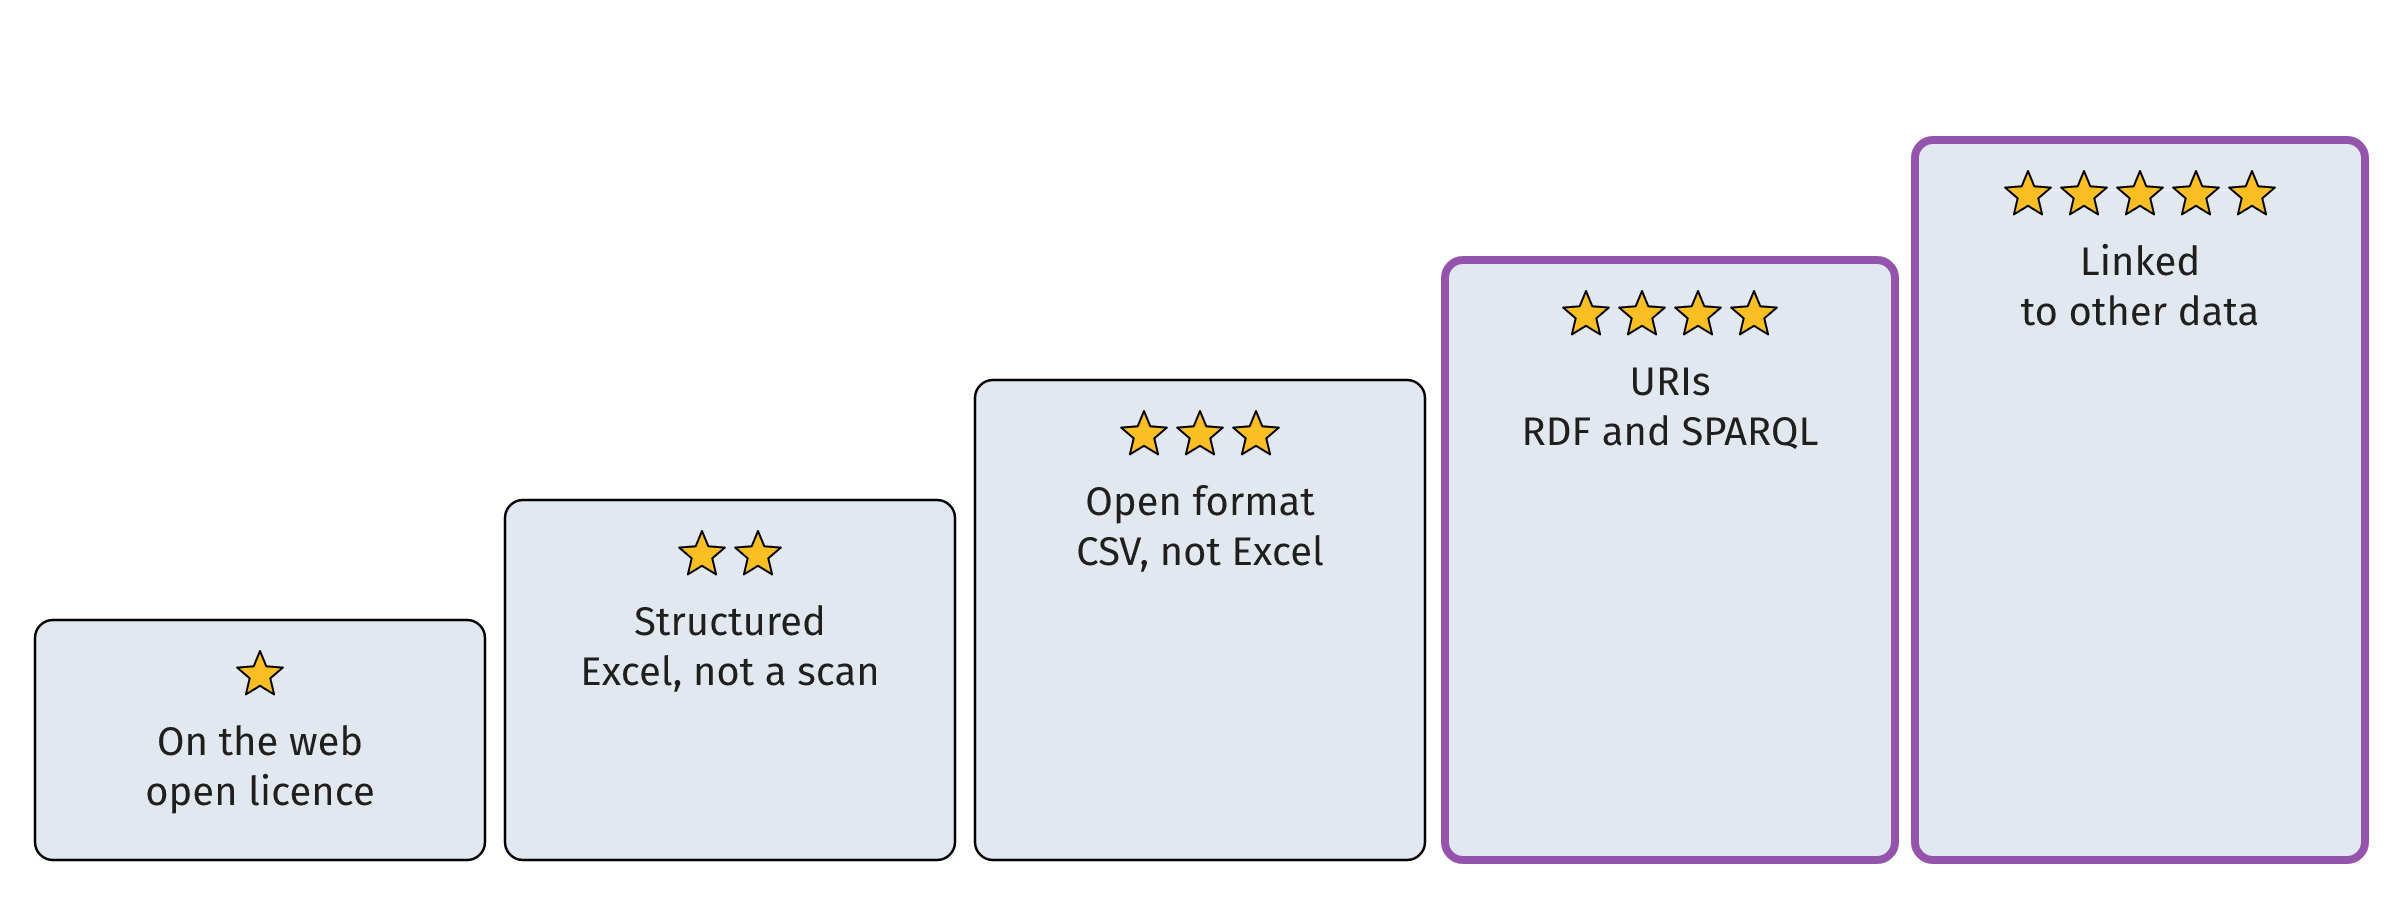 On the web
open licence
Structured
Excel, not a scan
Open format
CSV, not Excel
URIs
RDF and SPARQL
Linked
to other data